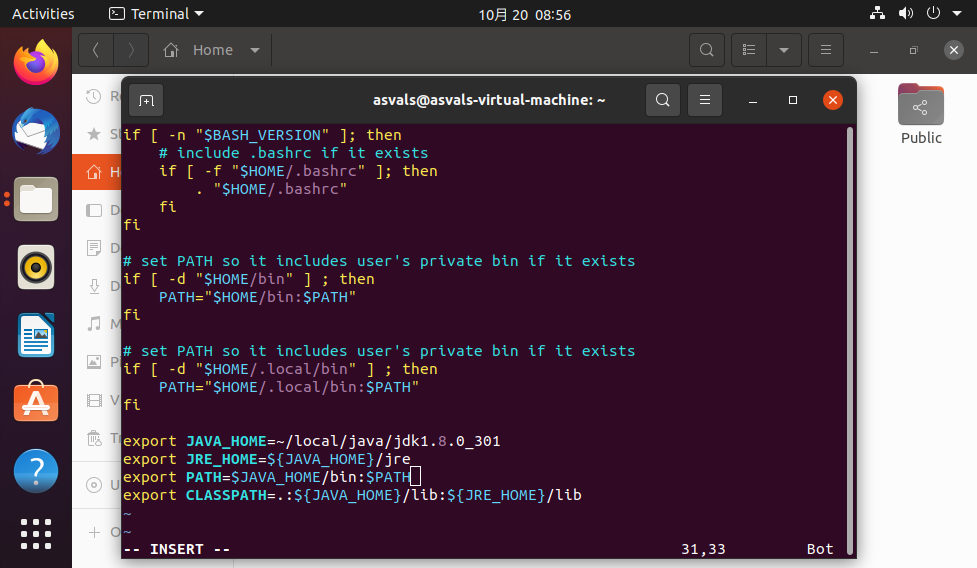 Activities
Terminal
10月 20 08:56
Home
asvals@asvals-virtual-machine: ~
Public
if [ -n "$BASH_VERSION" ]; then
    # include .bashrc if it exists
    if [ -f "$HOME/.bashrc" ]; then
        . "$HOME/.bashrc"
    fi
fi
# set PATH so it includes user's private bin if it exists
if [ -d "$HOME/bin" ] ; then
    PATH="$HOME/bin:$PATH"
fi
# set PATH so it includes user's private bin if it exists
if [ -d "$HOME/.local/bin" ] ; then
    PATH="$HOME/.local/bin:$PATH"
fi
export JAVA_HOME=~/local/java/jdk1.8.0_301
export JRE_HOME=${JAVA_HOME}/jre
export PATH=$JAVA_HOME/bin:$PATH
export CLASSPATH=.:${JAVA_HOME}/lib:${JRE_HOME}/lib
~
~
-- INSERT -- 31,33 Bot